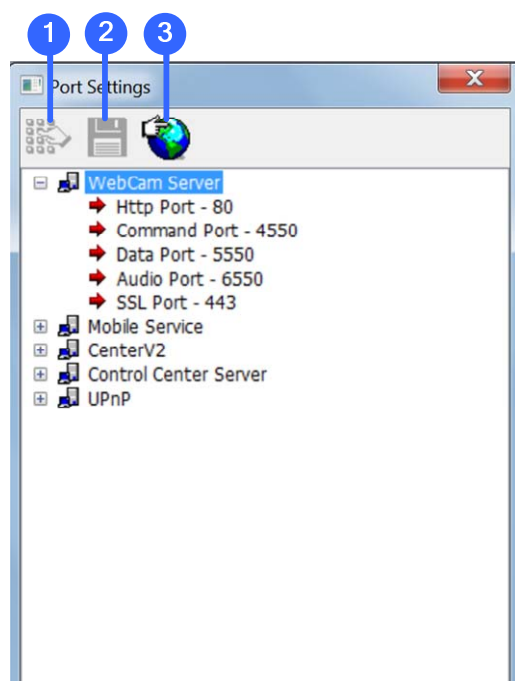 1 2 3
Port Settings
X
WebCam Server
Http Port - 80
Command Port - 4550
Data Port - 5550
Audio Port - 6550
SSL Port - 443
Mobile Service
CenterV2
Control Center Server
UPnP